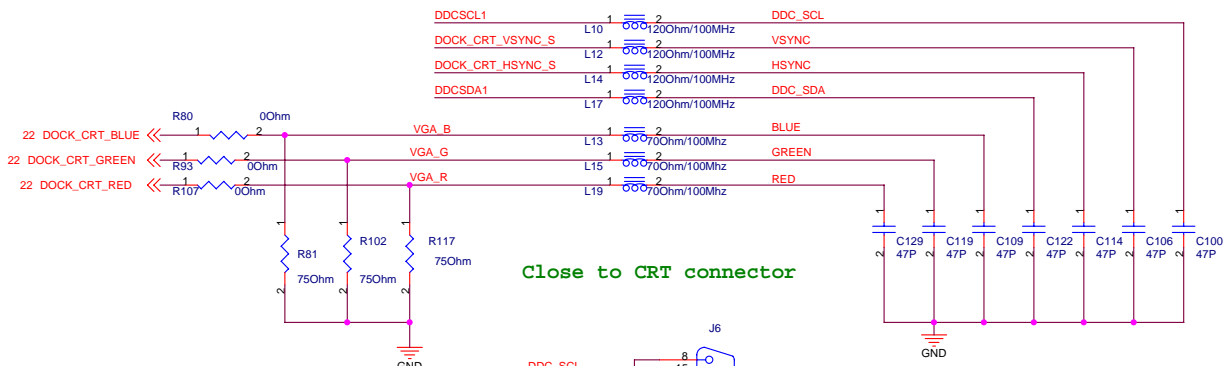 DDCSCL1 L10 1 2 120Ohm/100MHz DDC_SCL
DOCK_CRT_VSYNC_S L12 1 2 120Ohm/100MHz VSYNC
DOCK_CRT_HSYNC_S L14 1 2 120Ohm/100MHz HSYNC
DDCSDA1 L17 1 2 120Ohm/100MHz DDC_SDA
22 DOCK_CRT_BLUE R80 1 2 0Ohm VGA_B L13 1 2 70Ohm/100Mhz BLUE
22 DOCK_CRT_GREEN R93 1 2 0Ohm VGA_G L15 1 2 70Ohm/100Mhz GREEN
22 DOCK_CRT_RED R107 1 2 0Ohm VGA_R L19 1 2 70Ohm/100Mhz RED
1 1 1 1 1 1 1 1 1 1
R81 R102 R117 C129 C119 C109 C122 C114 C106 C100
75Ohm 75Ohm 75Ohm 47P 47P 47P 47P 47P 47P 47P
2 2 2 2 2 2 2 2 2 2
Close to CRT connector
GND GND
J6
DDC_SCL 8
15